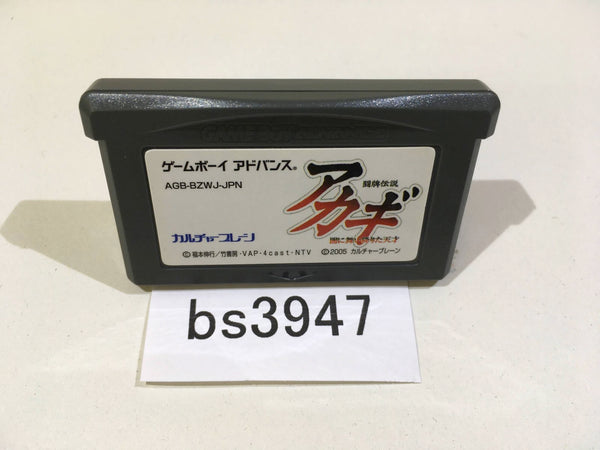 GAME BOY ADVANCE
ゲームボーイ アドバンス®
AGB-BZWJ-JPN
闘牌伝説
アカギ
闇に舞い降りた天才
カルチャーブレーン
©福本伸行/竹書房・VAP・4cast・NTV
©2005 カルチャーブレーン
bs3947